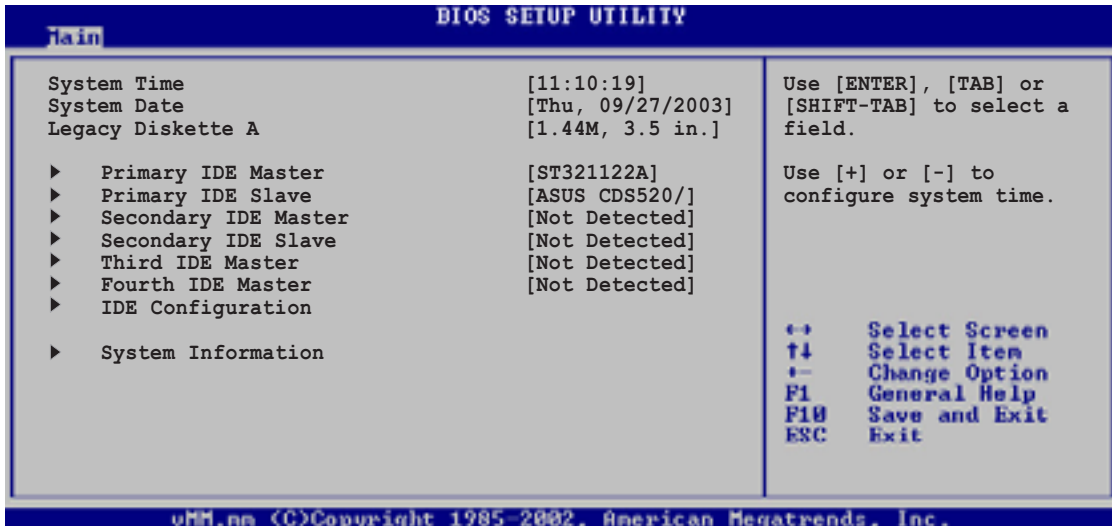 BIOS SETUP UTILITY
Main
System Time [11:10:19]
System Date [Thu, 09/27/2003]
Legacy Diskette A [1.44M, 3.5 in.]
Primary IDE Master [ST321122A]
Primary IDE Slave [ASUS CDS520/]
Secondary IDE Master [Not Detected]
Secondary IDE Slave [Not Detected]
Third IDE Master [Not Detected]
Fourth IDE Master [Not Detected]
IDE Configuration
System Information
Use [ENTER], [TAB] or
[SHIFT-TAB] to select a
field.
Use [+] or [-] to
configure system time.
↔ Select Screen
↑↓ Select Item
+- Change Option
F1 General Help
F10 Save and Exit
ESC Exit
vMM.mm (C)Copyright 1985-2002, American Megatrends, Inc.